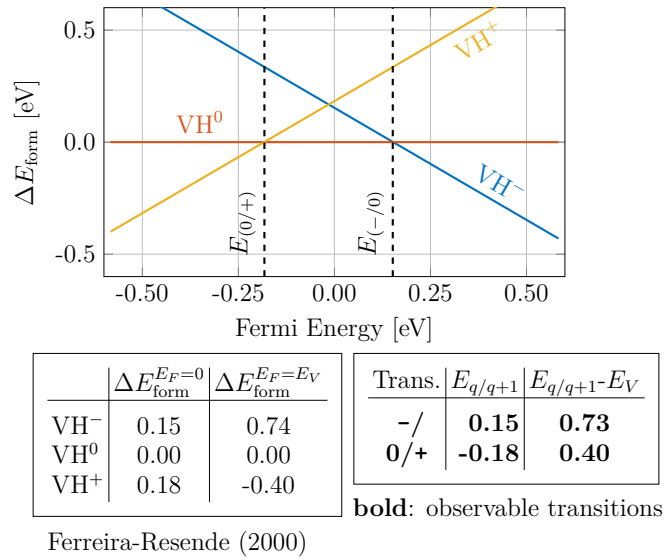 0.5
VH⁺
VH⁰
0.0
VH⁻
E(0/+)
E(−/0)
-0.5
ΔE_form [eV]
-0.50 -0.25 0.00 0.25 0.50
Fermi Energy [eV]
ΔE_form^{E_F=0} ΔE_form^{E_F=E_V}
VH⁻ 0.15 0.74
VH⁰ 0.00 0.00
VH⁺ 0.18 -0.40
Trans. E_{q/q+1} E_{q/q+1}-E_V
-/ 0.15 0.73
0/+ -0.18 0.40
bold: observable transitions
Ferreira-Resende (2000)